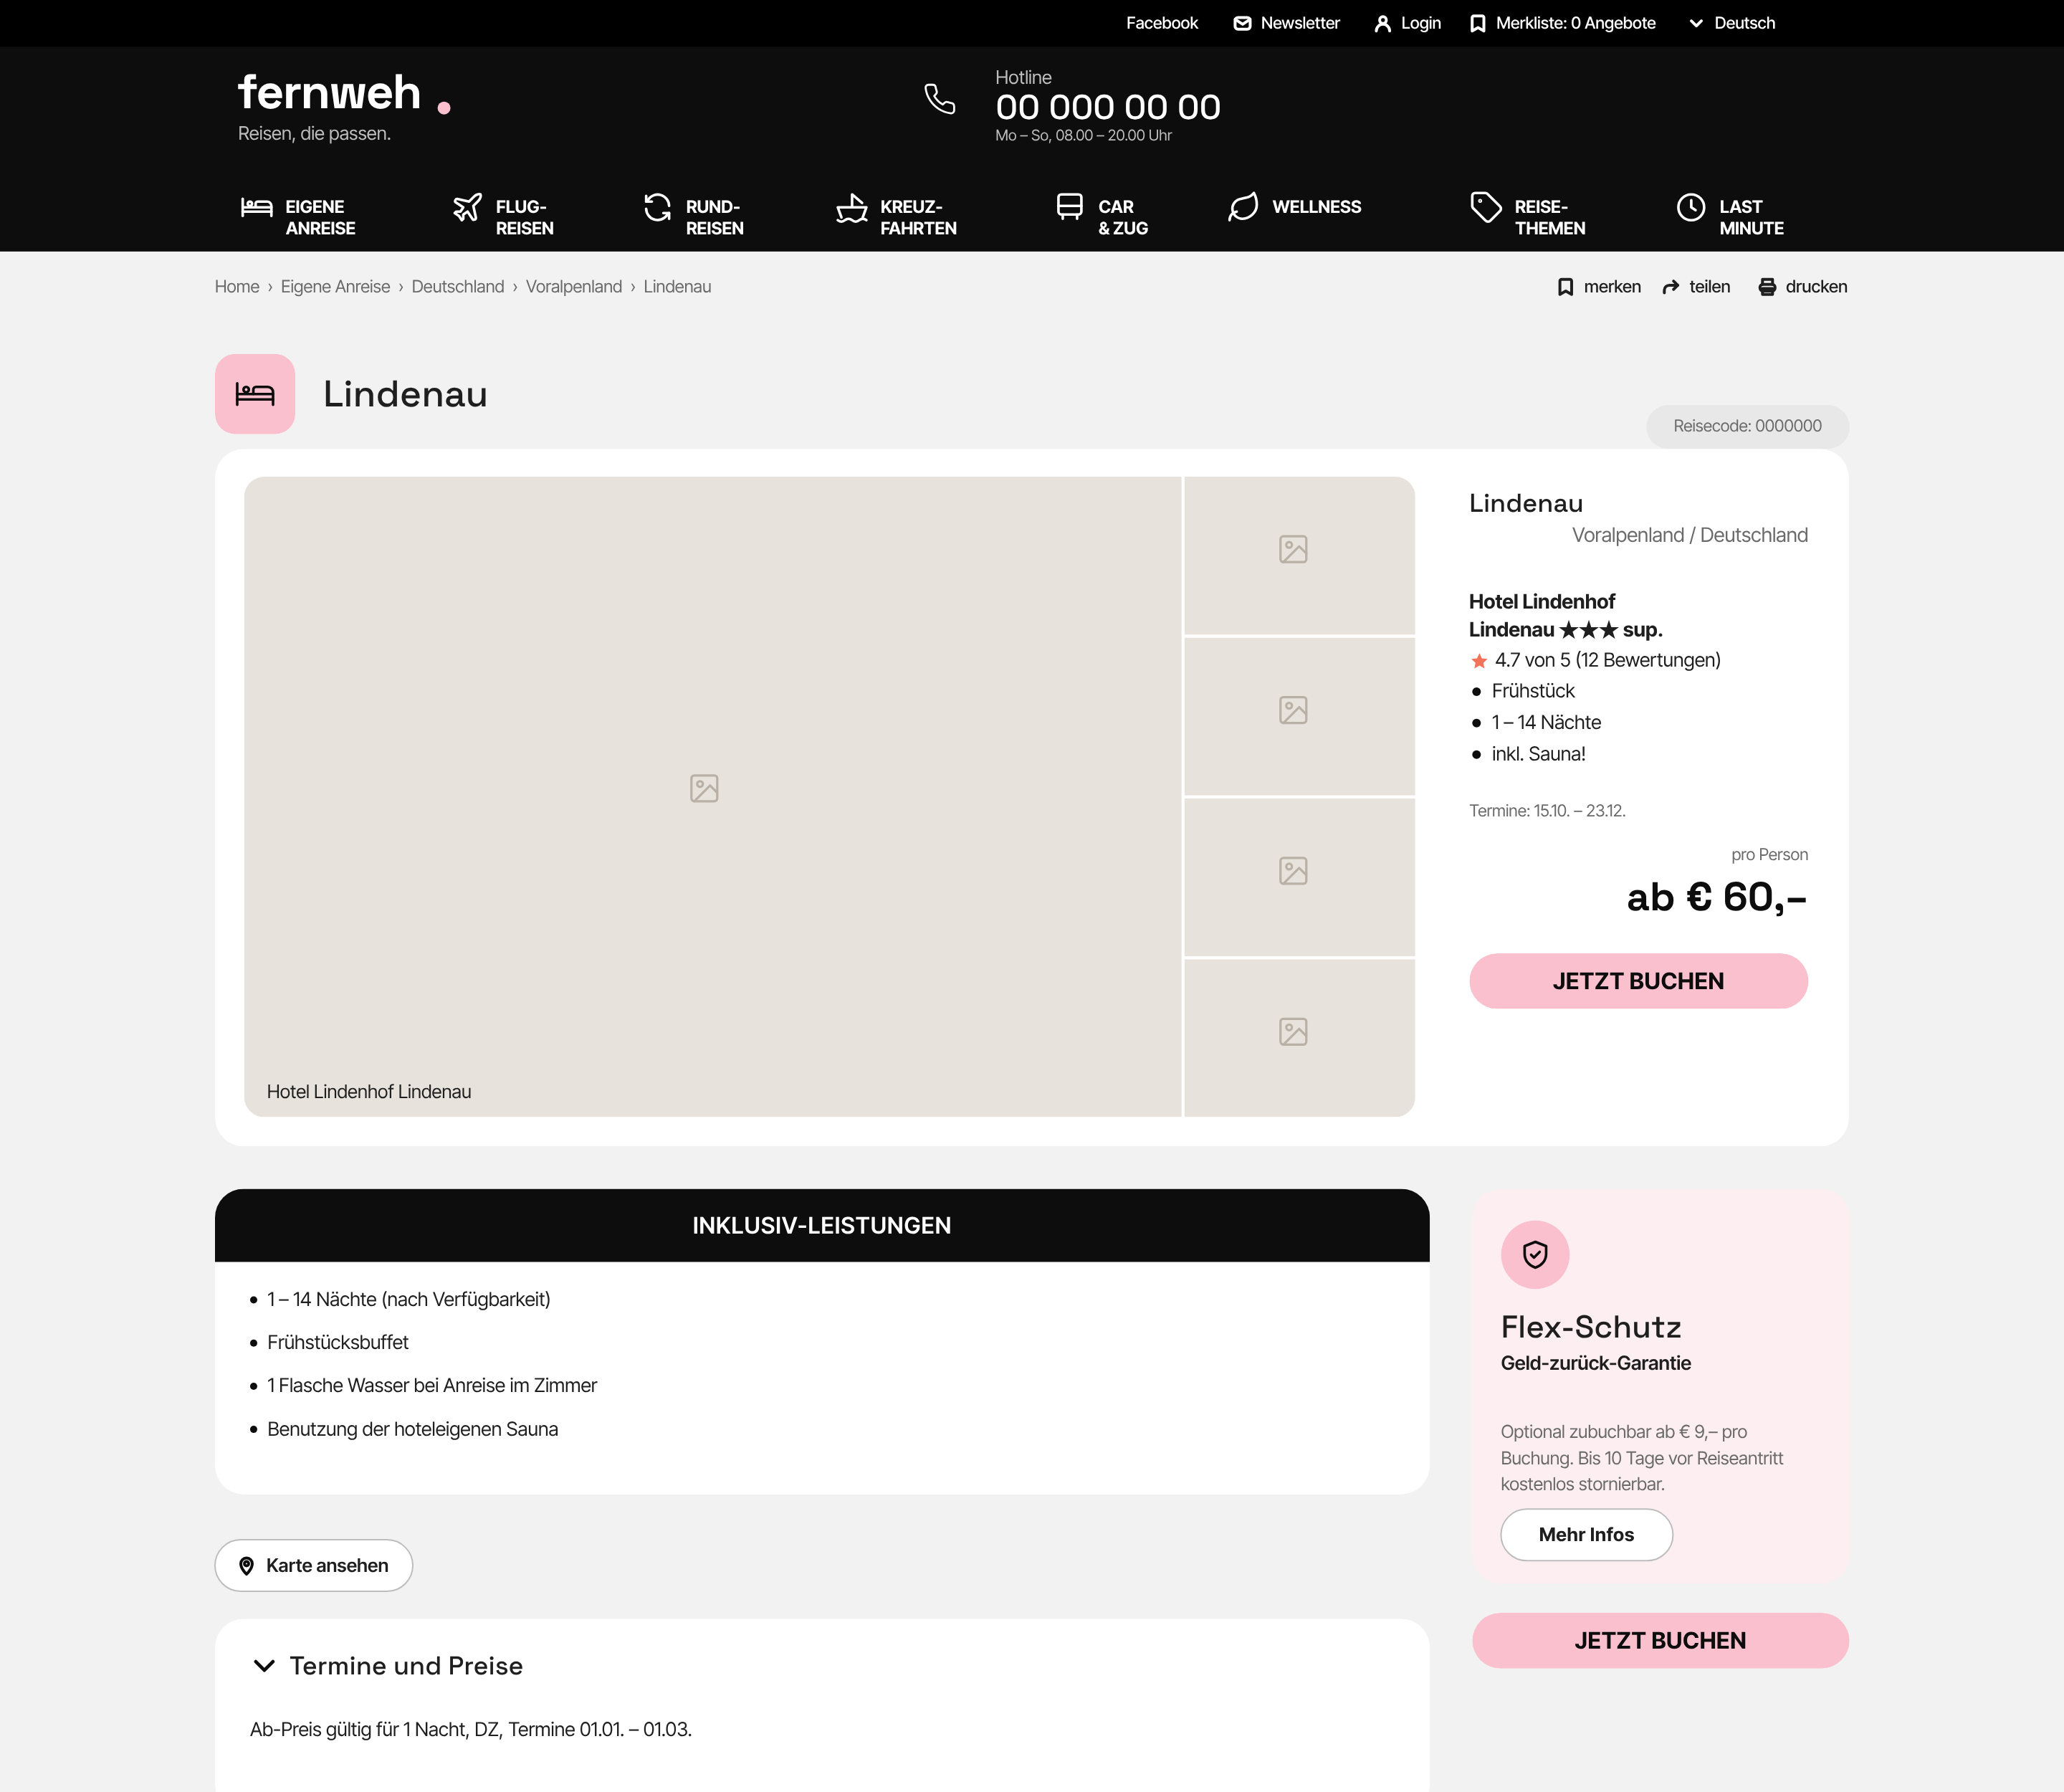 Facebook Newsletter Login Merkliste: 0 Angebote Deutsch
fernweh.
Reisen, die passen.
Hotline
00 000 00 00
Mo – So, 08.00 – 20.00 Uhr
EIGENE
ANREISE
FLUG-
REISEN
RUND-
REISEN
KREUZ-
FAHRTEN
CAR
& ZUG
WELLNESS
REISE-
THEMEN
LAST
MINUTE
Home › Eigene Anreise › Deutschland › Voralpenland › Lindenau
merken teilen drucken
Lindenau
Reisecode: 0000000
Hotel Lindenhof Lindenau
Lindenau
Voralpenland / Deutschland
Hotel Lindenhof
Lindenau ★★★ sup.
★ 4.7 von 5 (12 Bewertungen)
• Frühstück
• 1 – 14 Nächte
• inkl. Sauna!
Termine: 15.10. – 23.12.
pro Person
ab € 60,–
JETZT BUCHEN
INKLUSIV-LEISTUNGEN
• 1 – 14 Nächte (nach Verfügbarkeit)
• Frühstücksbuffet
• 1 Flasche Wasser bei Anreise im Zimmer
• Benutzung der hoteleigenen Sauna
Flex-Schutz
Geld-zurück-Garantie
Optional zubuchbar ab € 9,– pro
Buchung. Bis 10 Tage vor Reiseantritt
kostenlos stornierbar.
Mehr Infos
JETZT BUCHEN
Karte ansehen
Termine und Preise
Ab-Preis gültig für 1 Nacht, DZ, Termine 01.01. – 01.03.